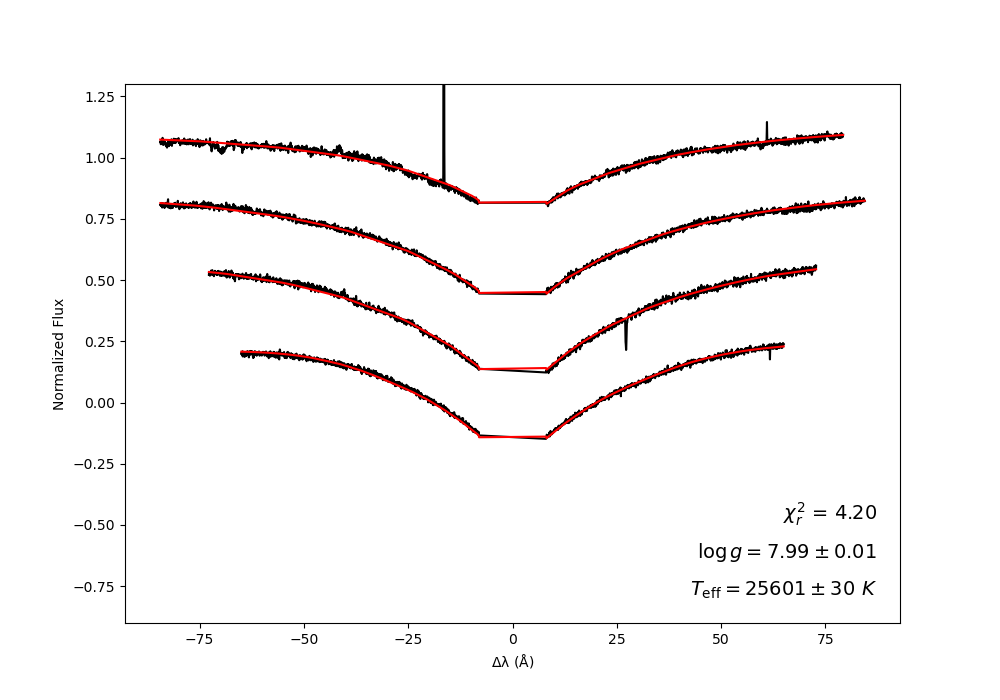 1.25
1.00
0.75
0.50
0.25
0.00
−0.25
−0.50
−0.75
Normalized Flux
χ²ᵣ = 4.20
log g = 7.99 ± 0.01
T_eff = 25601 ± 30 K
−75 −50 −25 0 25 50 75
Δλ (Å)